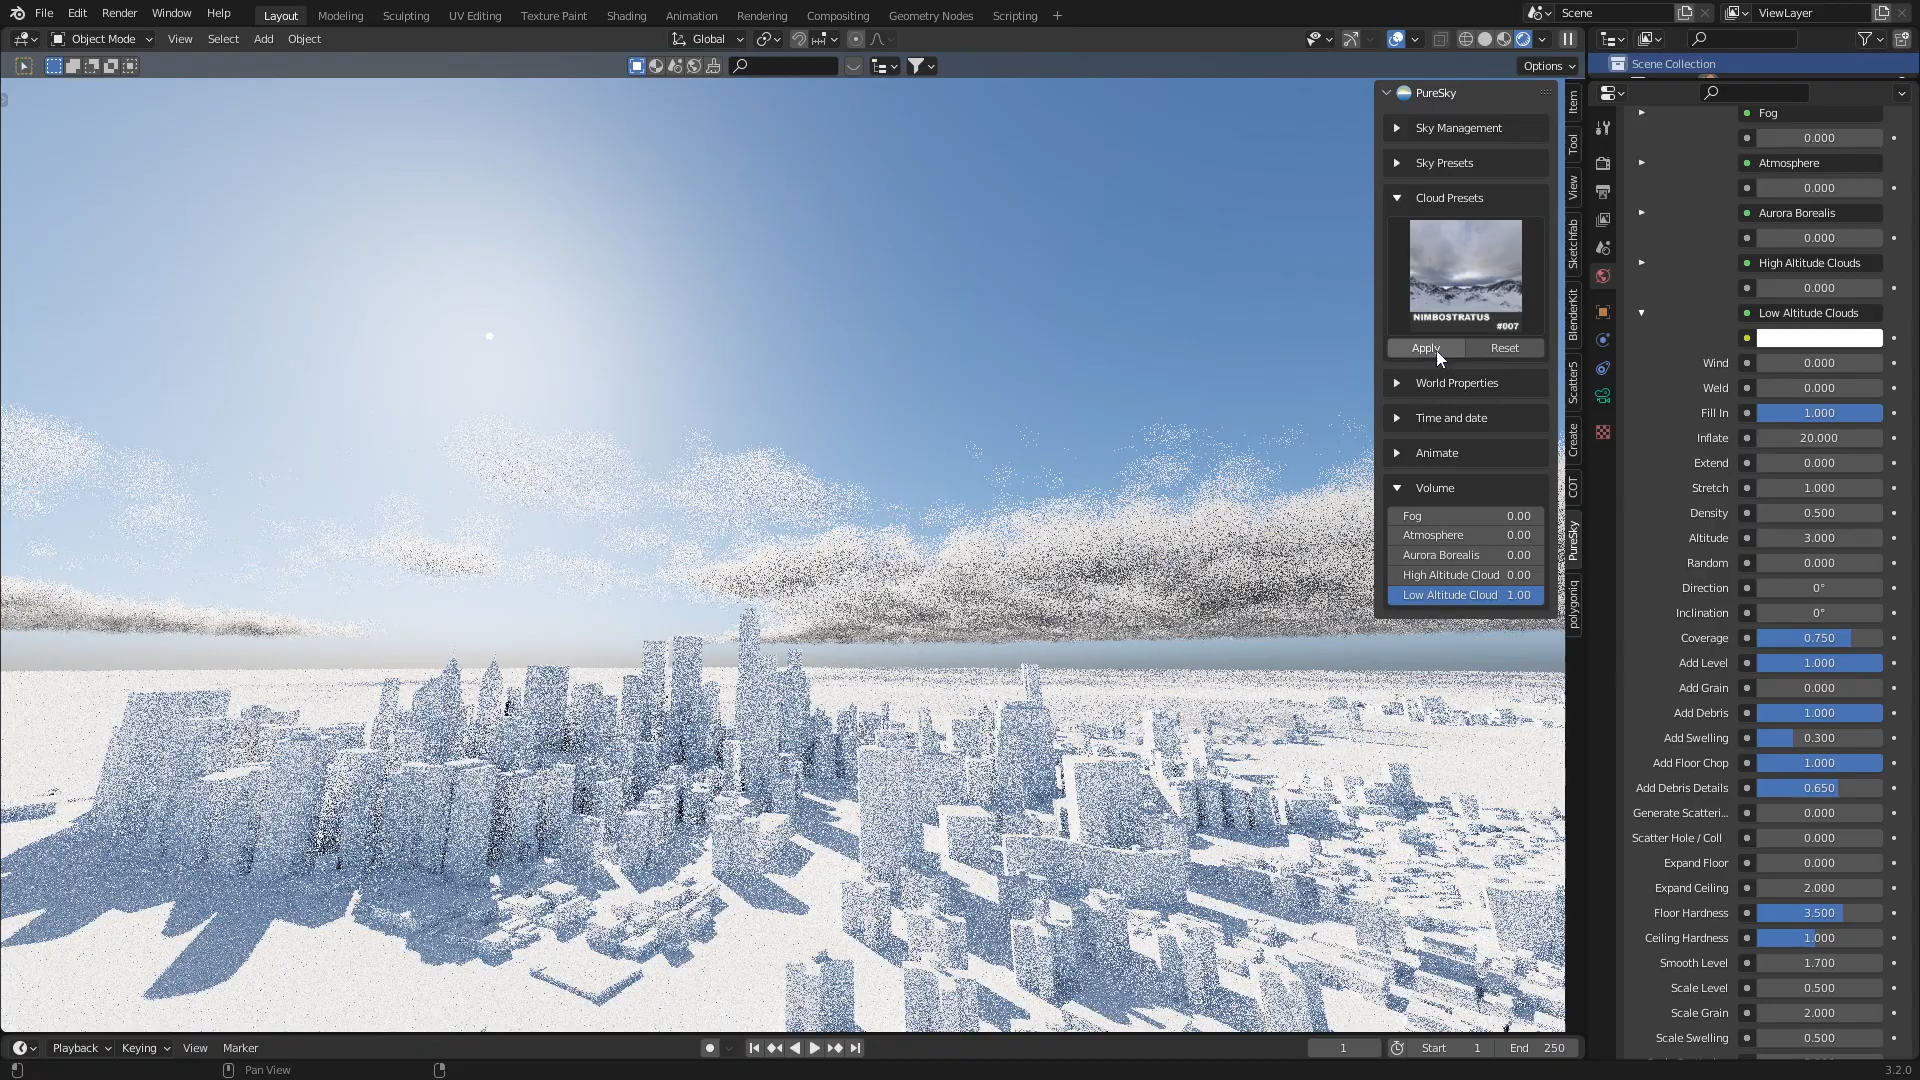 File Edit Render Window Help
Layout Modeling Sculpting UV Editing Texture Paint Shading Animation Rendering Compositing Geometry Nodes Scripting +
Scene
ViewLayer
Object Mode View Select Add Object
Global
Options
Scene Collection
PureSky
Sky Management
Sky Presets
Cloud Presets
NIMBOSTRATUS
#007
Apply Reset
World Properties
Time and date
Animate
Volume
Fog 0.00
Atmosphere 0.00
Aurora Borealis 0.00
High Altitude Cloud 0.00
Low Altitude Cloud 1.00
Item
Tool
View
Sketchfab
BlenderKit
Scatter5
Create
COT
PureSky
polygoniq
Fog
0.000
Atmosphere
0.000
Aurora Borealis
0.000
High Altitude Clouds
0.000
Low Altitude Clouds
Wind 0.000
Weld 0.000
Fill In 1.000
Inflate 20.000
Extend 0.000
Stretch 1.000
Density 0.500
Altitude 3.000
Random 0.000
Direction 0°
Inclination 0°
Coverage 0.750
Add Level 1.000
Add Grain 0.000
Add Debris 1.000
Add Swelling 0.300
Add Floor Chop 1.000
Add Debris Details 0.650
Generate Scatteri... 0.000
Scatter Hole / Coll 0.000
Expand Floor 0.000
Expand Ceiling 2.000
Floor Hardness 3.500
Ceiling Hardness 1.000
Smooth Level 1.700
Scale Level 0.500
Scale Grain 2.000
Scale Swelling 0.500
Playback Keying View Marker
1 Start 1 End 250
Pan View
3.2.0